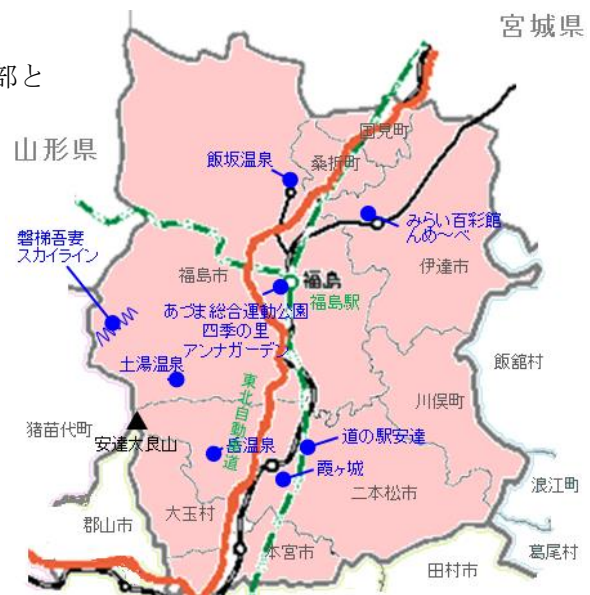 宮城県
部と
山形県
国見町
桑折町
飯坂温泉
みらい百彩館
んめ～べ
磐梯吾妻
スカイライン
福島市
福島
伊達市
福島駅
あづま総合運動公園
四季の里
アンナガーデン
飯舘村
土湯温泉
東北自動車道
川俣町
猪苗代町
安達太良山
岳温泉
道の駅安達
霞ヶ城
二本松市
浪江町
大玉村
郡山市
本宮市
葛尾村
田村市